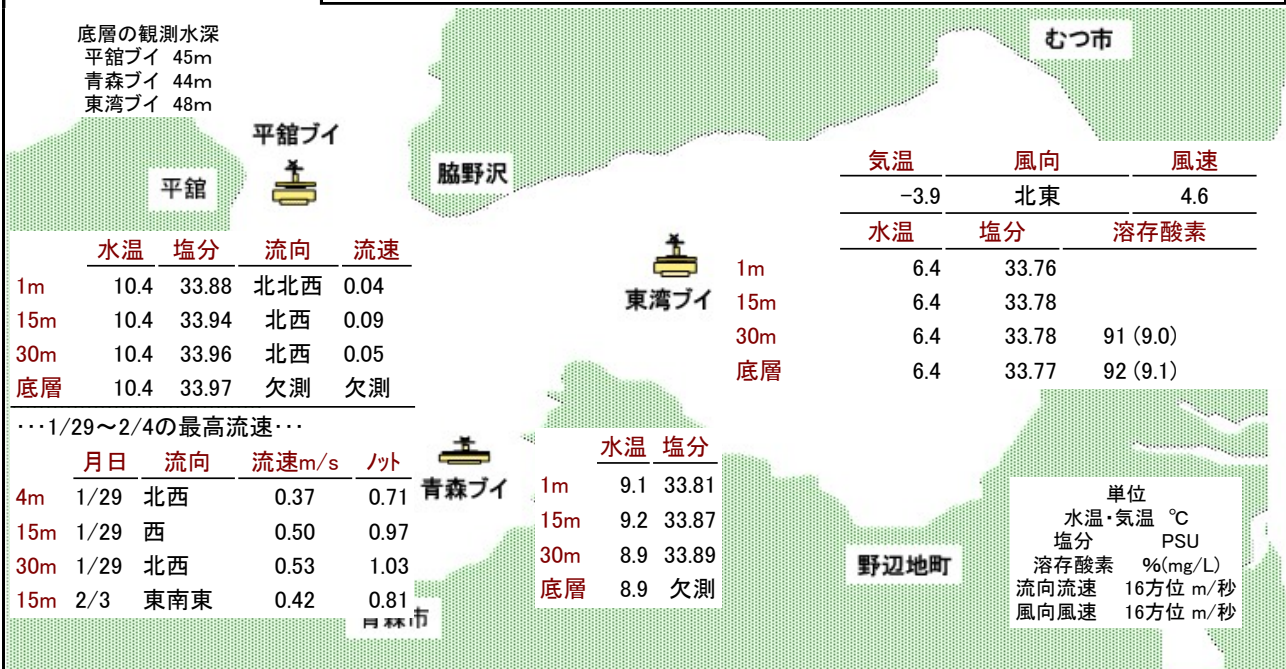 底層の観測水深
平舘ブイ 45m
青森ブイ 44m
東湾ブイ 48m
むつ市
平舘ブイ
脇野沢
平舘
気温 風向 風速
-3.9 北東 4.6
水温 塩分 溶存酸素
1m 6.4 33.76
15m 6.4 33.78
30m 6.4 33.78 91 (9.0)
底層 6.4 33.77 92 (9.1)
東湾ブイ
水温 塩分 流向 流速
1m 10.4 33.88 北北西 0.04
15m 10.4 33.94 北西 0.09
30m 10.4 33.96 北西 0.05
底層 10.4 33.97 欠測 欠測
･･･1/29～2/4の最高流速･･･
月日 流向 流速m/s ﾉｯﾄ
4m 1/29 北西 0.37 0.71
15m 1/29 西 0.50 0.97
30m 1/29 北西 0.53 1.03
15m 2/3 東南東 0.42 0.81
青森ブイ
水温 塩分
1m 9.1 33.81
15m 9.2 33.87
30m 8.9 33.89
底層 8.9 欠測
青森市
野辺地町
単位
水温・気温 ℃
塩分 PSU
溶存酸素 %(mg/L)
流向流速 16方位 m/秒
風向風速 16方位 m/秒